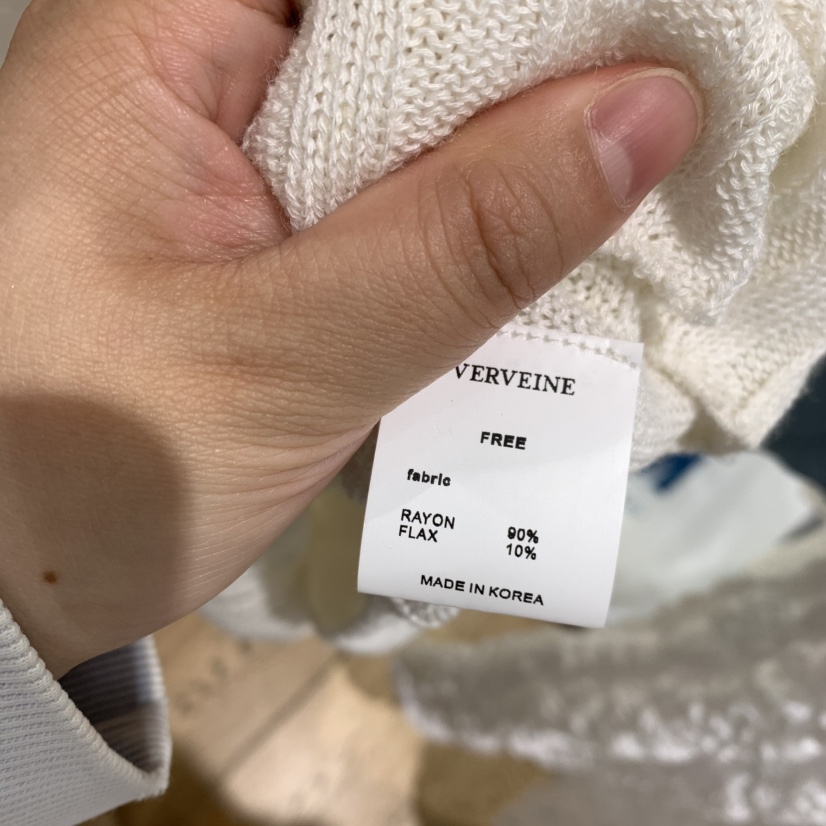 VERVEINE
FREE
fabric
RAYON 90%
FLAX 10%
MADE IN KOREA